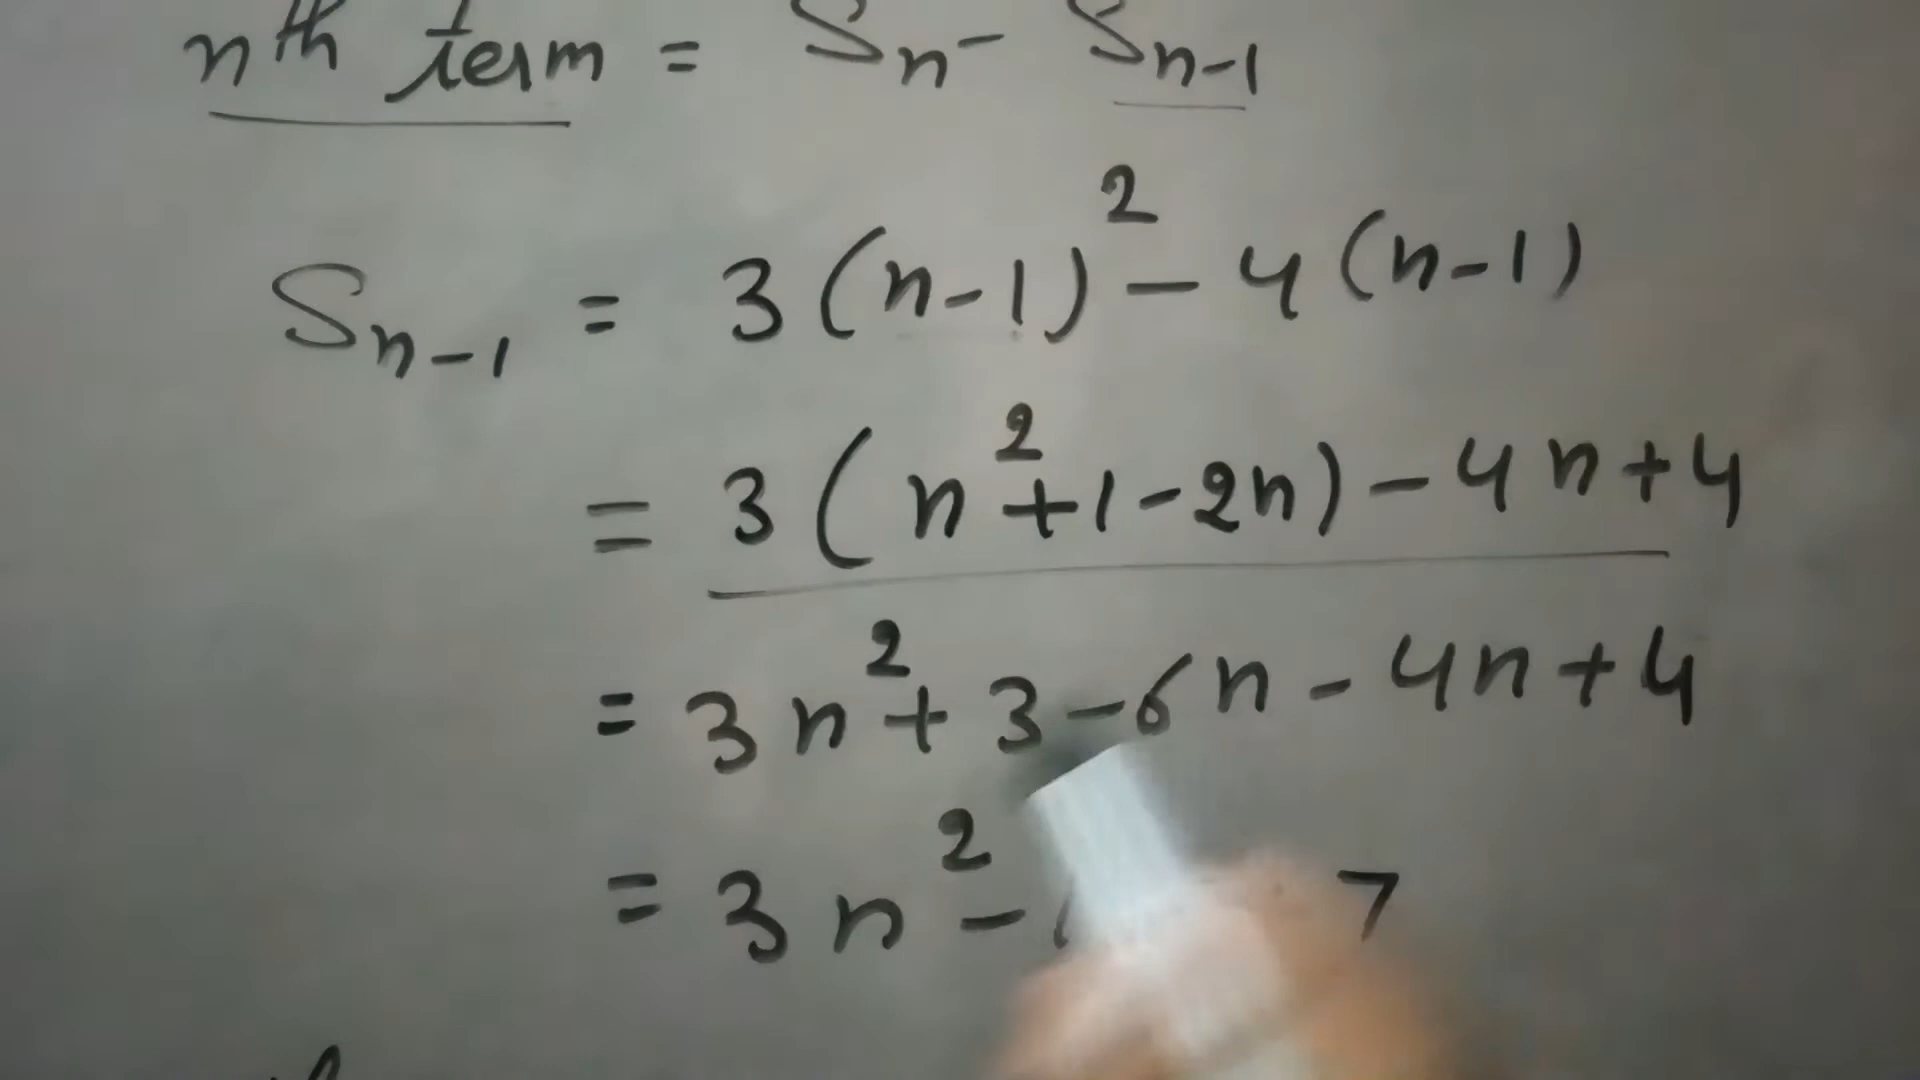 nth term = Sn - Sn-1
Sn-1 = 3(n-1)² - 4(n-1)
= 3(n²+1-2n) - 4n+4
= 3n² + 3 - 6n - 4n + 4
= 3n² - 7